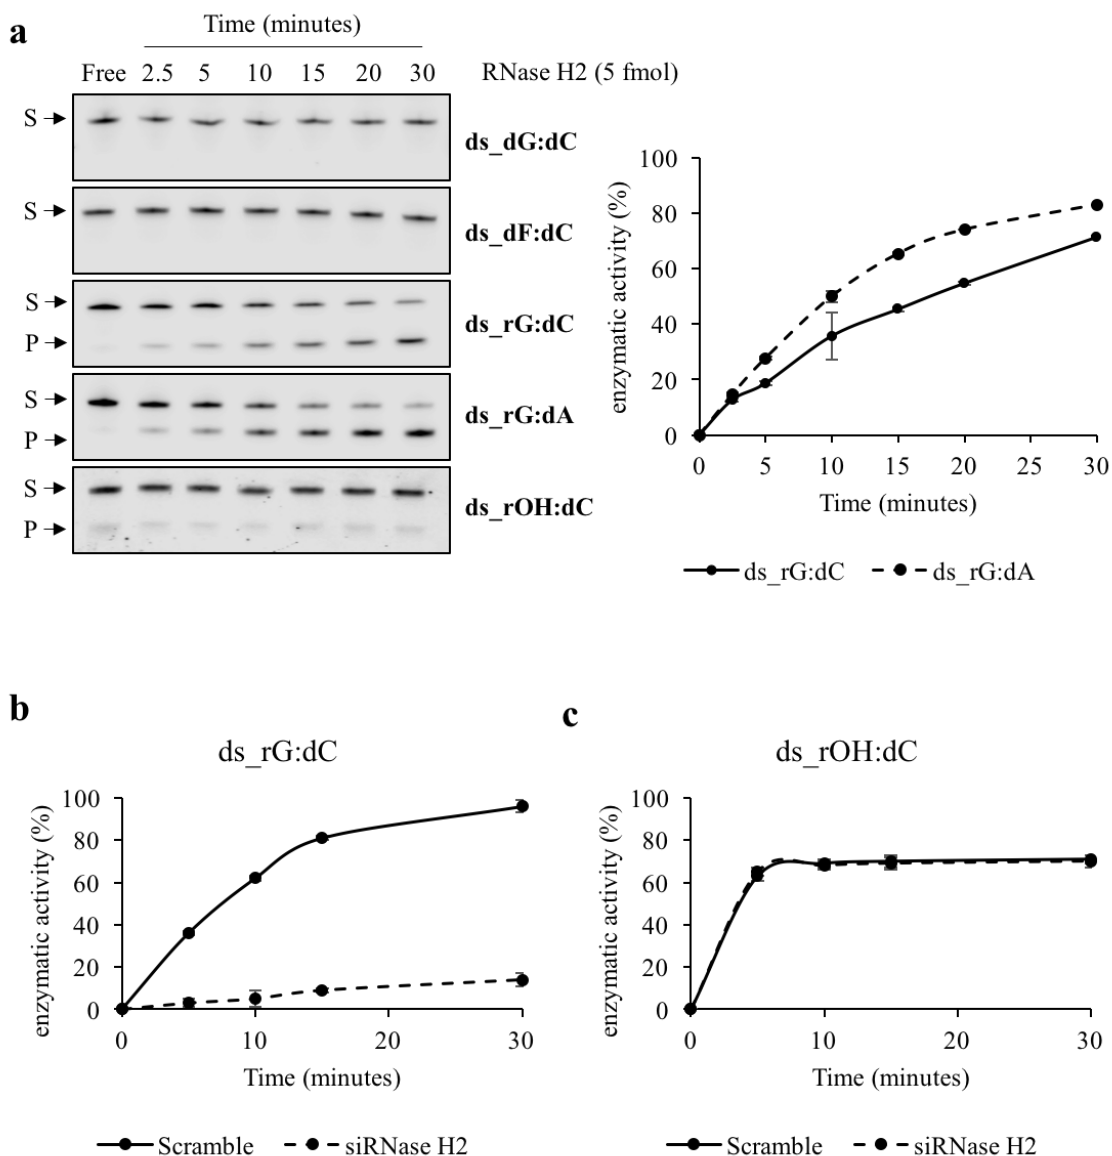 a
Time (minutes)
Free 2.5 5 10 15 20 30 RNase H2 (5 fmol)
S
ds_dG:dC
S
ds_dF:dC
S
ds_rG:dC
P
S
ds_rG:dA
P
S
ds_rOH:dC
P
enzymatic activity (%)
100
80
60
40
20
0
0 5 10 15 20 25 30
Time (minutes)
ds_rG:dC ds_rG:dA
b
ds_rG:dC
enzymatic activity (%)
100
80
60
40
20
0
0 10 20 30
Time (minutes)
Scramble siRNase H2
c
ds_rOH:dC
enzymatic activity (%)
100
80
60
40
20
0
0 10 20 30
Time (minutes)
Scramble siRNase H2